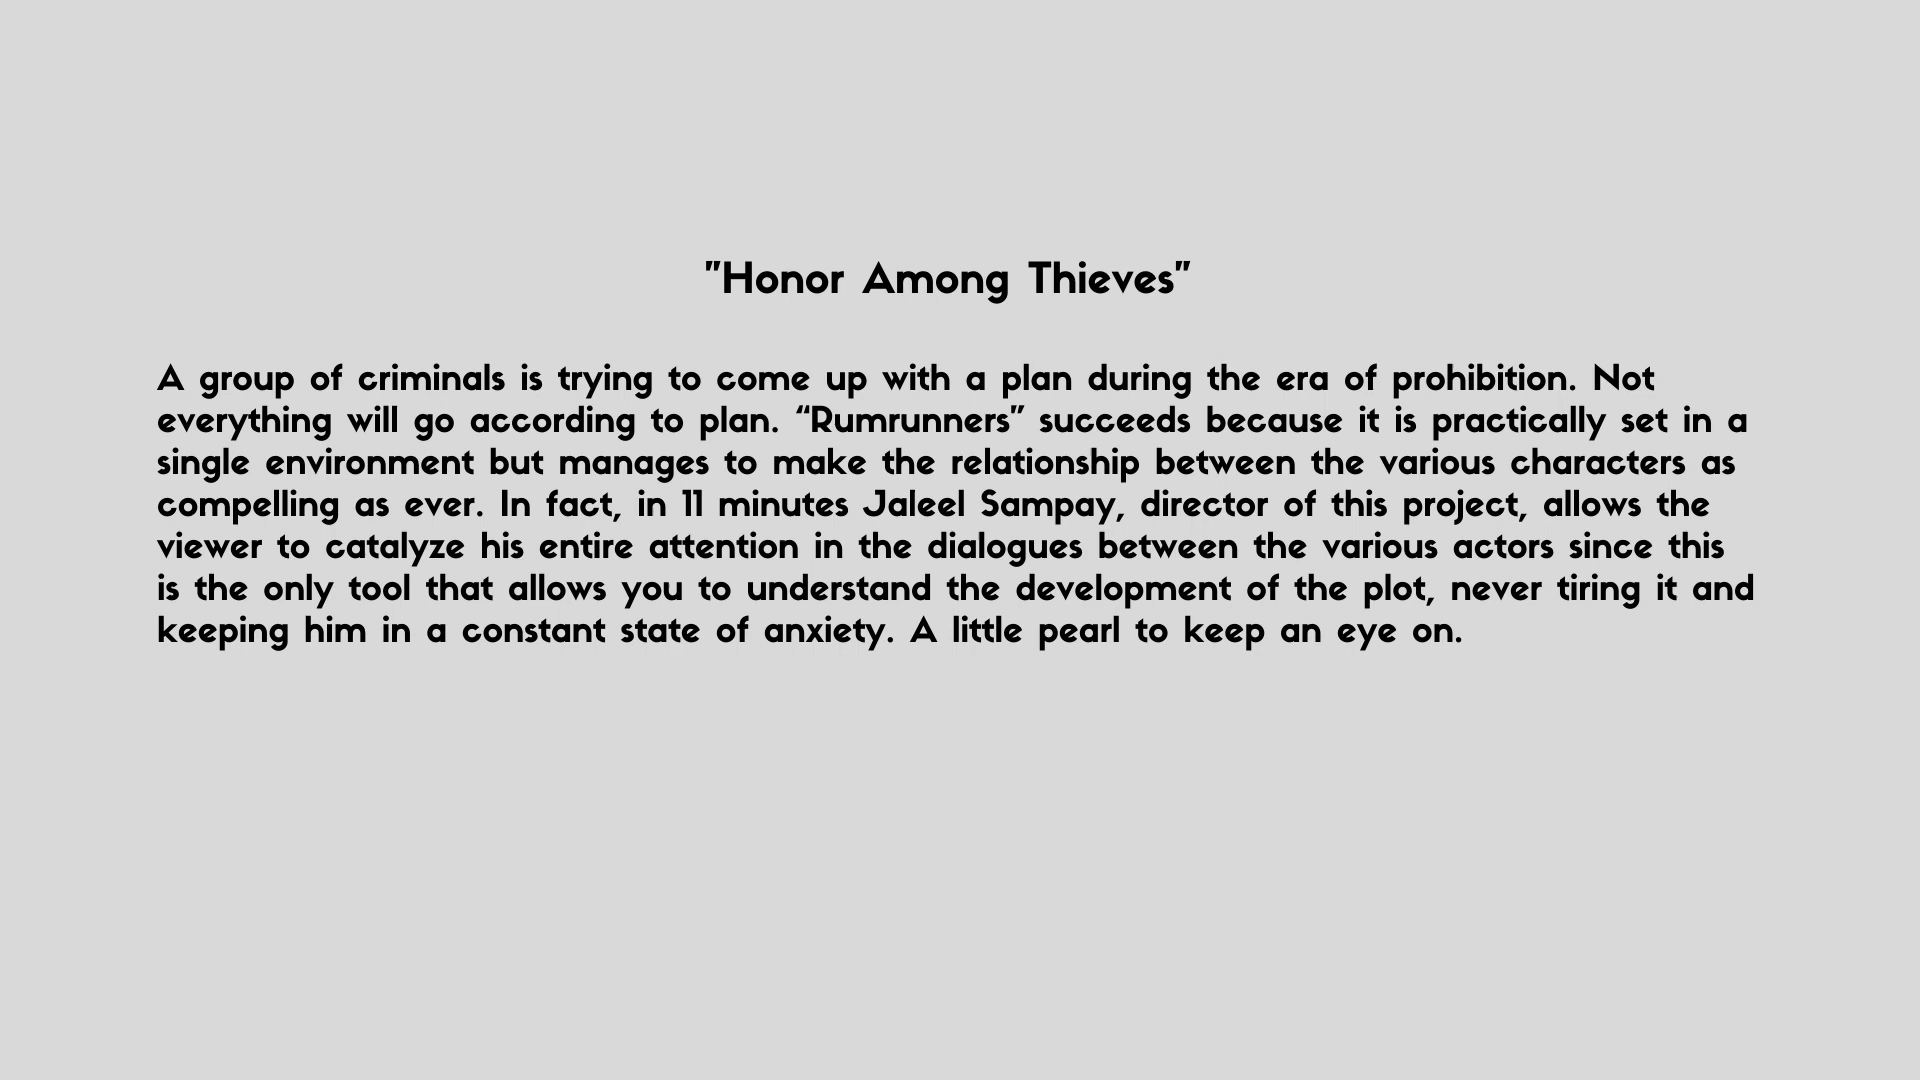 "Honor Among Thieves"
A group of criminals is trying to come up with a plan during the era of prohibition. Not
everything will go according to plan. “Rumrunners” succeeds because it is practically set in a
single environment but manages to make the relationship between the various characters as
compelling as ever. In fact, in 11 minutes Jaleel Sampay, director of this project, allows the
viewer to catalyze his entire attention in the dialogues between the various actors since this
is the only tool that allows you to understand the development of the plot, never tiring it and
keeping him in a constant state of anxiety. A little pearl to keep an eye on.